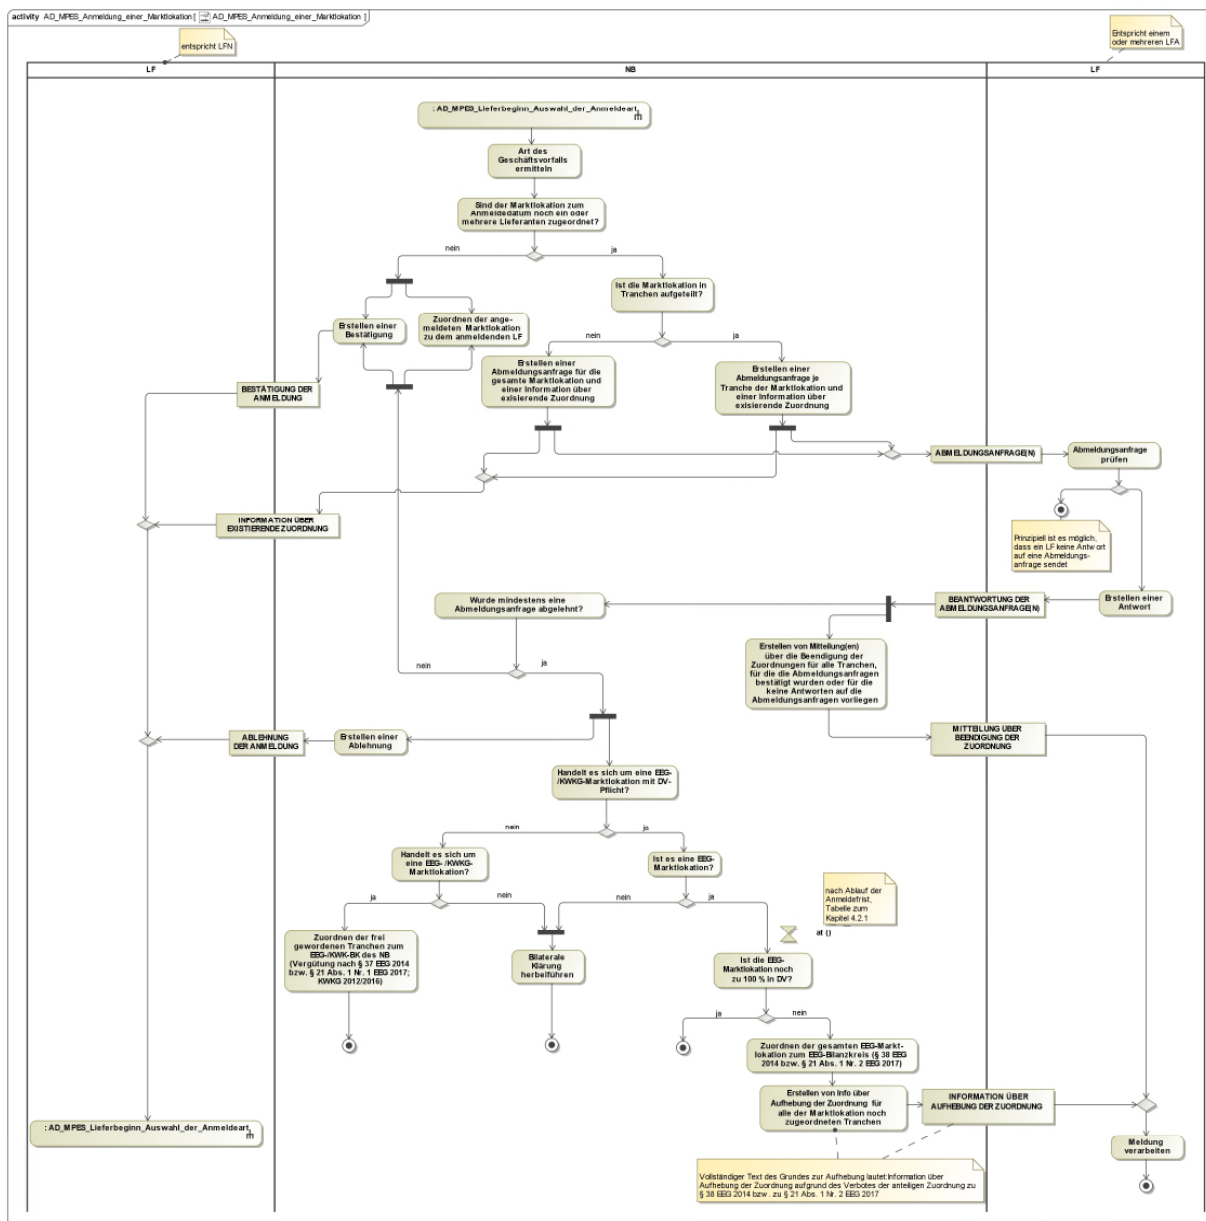 activity AD_MPES_Anmeldung_einer_Marktlokation [ AD_MPES_Anmeldung_einer_Marktlokation ]
entspricht LFN
Entspricht einem
oder mehreren LFA
LF
NB
LF
: AD_MPES_Lieferbeginn_Auswahl_der_Anmeldeart
Art des
Geschäftsvorfalls
ermitteln
Sind der Marktlokation zum
Anmeldedatum noch ein oder
mehrere Lieferanten zugeordnet?
nein
ja
Ist die Marktlokation in
Tranchen aufgeteilt?
Erstellen einer
Bestätigung
Zuordnen der ange-
meldeten Marktlokation
zu dem anmeldenden LF
nein
ja
Erstellen einer
Abmeldungsanfrage für die
gesamte Marktlokation und
einer Information über
exisierende Zuordnung
Erstellen einer
Abmeldungsanfrage je
Tranche der Marktlokation und
einer Information über
exisierende Zuordnung
BESTÄTIGUNG DER
ANMELDUNG
ABMELDUNGSANFRAGE(N)
Abmeldungsanfrage
prüfen
INFORMATION ÜBER
EXISTIERENDE ZUORDNUNG
Prinzipiell ist es möglich,
dass ein LF keine Antwort
auf eine Abmeldungs-
anfrage sendet
Wurde mindestens eine
Abmeldungsanfrage abgelehnt?
BEANTWORTUNG DER
ABMELDUNGSANFRAGE(N)
Erstellen einer
Antwort
Erstellen von Mitteilung(en)
über die Beendigung der
Zuordnungen für alle Tranchen,
für die die Abmeldungsanfragen
bestätigt wurden oder für die
keine Antworten auf die
Abmeldungsanfragen vorliegen
nein
ja
ABLEHNUNG
DER ANMELDUNG
Erstellen einer
Ablehnung
MITTEILUNG ÜBER
BEENDIGUNG DER
ZUORDNUNG
Handelt es sich um eine EEG-
/KWKG-Marktlokation mit DV-
Pflicht?
nein
ja
Handelt es sich um
eine EEG- /KWKG-
Marktlokation?
Ist es eine EEG-
Marktlokation?
ja
nein
nein
ja
nach Ablauf der
Anmeldefrist,
Tabelle zum
Kapitel 4.2.1
at ()
Zuordnen der frei
gewordenen Tranchen zum
EEG-/KWK-BK des NB
(Vergütung nach § 37 EEG 2014
bzw. § 21 Abs. 1 Nr. 1 EEG 2017;
KWKG 2012/2016)
Bilaterale
Klärung
herbeiführen
Ist die EEG-
Marktlokation noch
zu 100 % in DV?
ja
nein
Zuordnen der gesamten EEG-Markt-
lokation zum EEG-Bilanzkreis (§ 38 EEG
2014 bzw. § 21 Abs. 1 Nr. 2 EEG 2017)
Erstellen von Info über
Aufhebung der Zuordnung für
alle der Marktlokation noch
zugeordneten Tranchen
INFORMATION ÜBER
AUFHEBUNG DER ZUORDNUNG
: AD_MPES_Lieferbeginn_Auswahl_der_Anmeldeart
Meldung
verarbeiten
Vollständiger Text des Grundes zur Aufhebung lautet:Information über
Aufhebung der Zuordnung aufgrund des Verbotes der anteiligen Zuordnung zu
§ 38 EEG 2014 bzw. zu § 21 Abs. 1 Nr. 2 EEG 2017